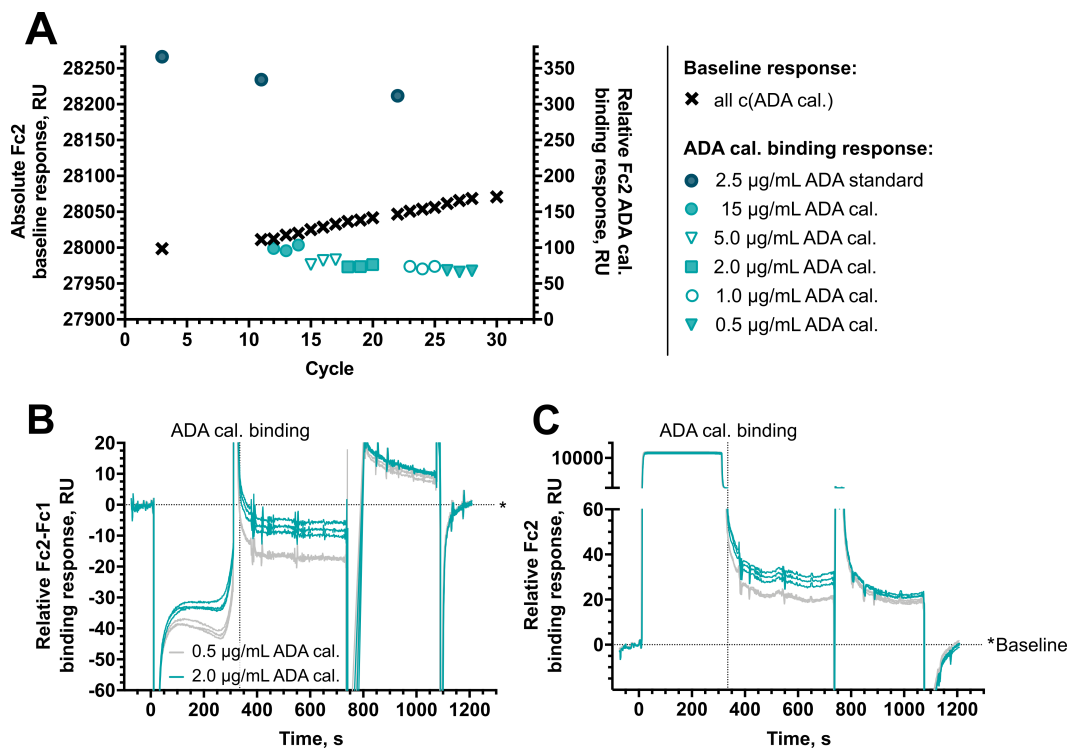 A
Absolute Fc2
baseline response, RU
28250
28200
28150
28100
28050
28000
27950
27900
350
300
250
200
150
100
50
0
Relative Fc2 ADA cal.
binding response, RU
0 5 10 15 20 25 30
Cycle
Baseline response:
all c(ADA cal.)
ADA cal. binding response:
2.5 µg/mL ADA standard
15 µg/mL ADA cal.
5.0 µg/mL ADA cal.
2.0 µg/mL ADA cal.
1.0 µg/mL ADA cal.
0.5 µg/mL ADA cal.
B
ADA cal. binding
Relative Fc2-Fc1
binding response, RU
20
10
0
-10
-20
-30
-40
-50
-60
*
0.5 µg/mL ADA cal.
2.0 µg/mL ADA cal.
0 200 400 600 800 1000 1200
Time, s
C
ADA cal. binding
Relative Fc2
binding response, RU
10000
60
40
20
0
*Baseline
0 200 400 600 800 1000 1200
Time, s